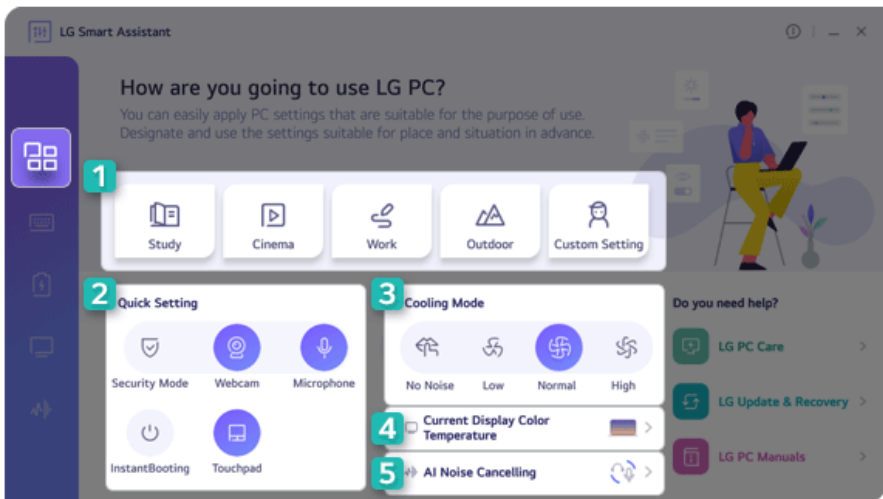 LG Smart Assistant
How are you going to use LG PC?
You can easily apply PC settings that are suitable for the purpose of use.
Designate and use the settings suitable for place and situation in advance.
1
Study
Cinema
Work
Outdoor
Custom Setting
2
Quick Setting
Security Mode
Webcam
Microphone
InstantBooting
Touchpad
3
Cooling Mode
No Noise
Low
Normal
High
4
Current Display Color
Temperature
5
AI Noise Cancelling
Do you need help?
LG PC Care
LG Update & Recovery
LG PC Manuals